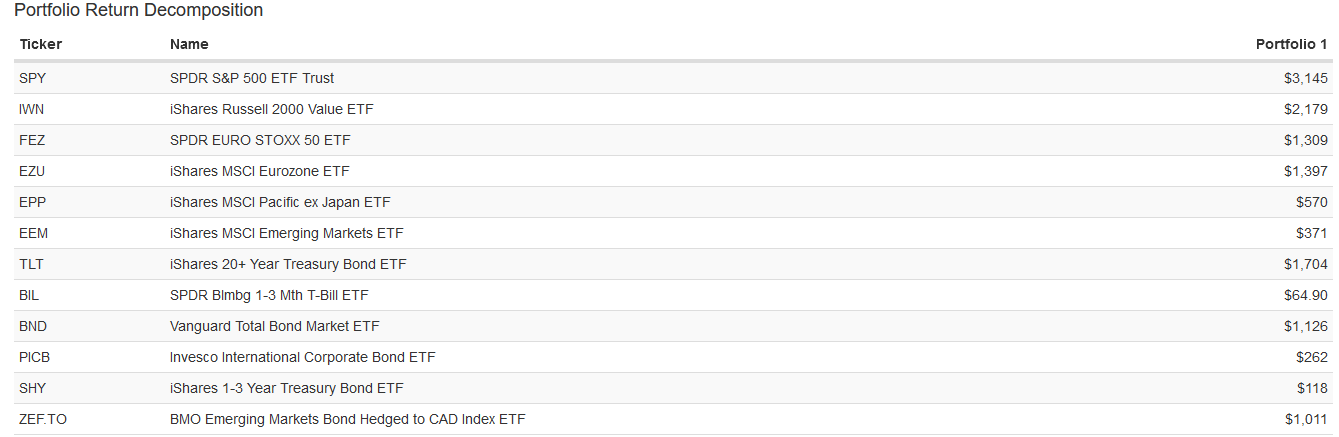 Portfolio Return Decomposition
Ticker Name Portfolio 1
SPY SPDR S&P 500 ETF Trust $3,145
IWN iShares Russell 2000 Value ETF $2,179
FEZ SPDR EURO STOXX 50 ETF $1,309
EZU iShares MSCI Eurozone ETF $1,397
EPP iShares MSCI Pacific ex Japan ETF $570
EEM iShares MSCI Emerging Markets ETF $371
TLT iShares 20+ Year Treasury Bond ETF $1,704
BIL SPDR Blmbg 1-3 Mth T-Bill ETF $64.90
BND Vanguard Total Bond Market ETF $1,126
PICB Invesco International Corporate Bond ETF $262
SHY iShares 1-3 Year Treasury Bond ETF $118
ZEF.TO BMO Emerging Markets Bond Hedged to CAD Index ETF $1,011